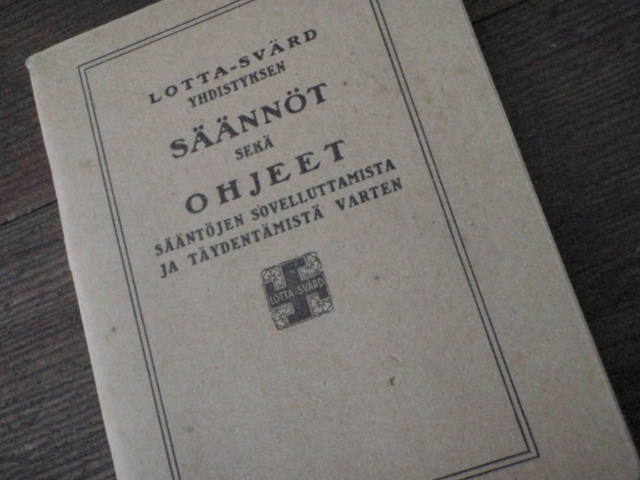 LOTTA-SVÄRD
YHDISTYKSEN
SÄÄNNÖT
SEKÄ
OHJEET
SÄÄNTÖJEN SOVELLUTTAMISTA
JA TÄYDENTÄMISTÄ VARTEN
LOTTA-SVÄRD